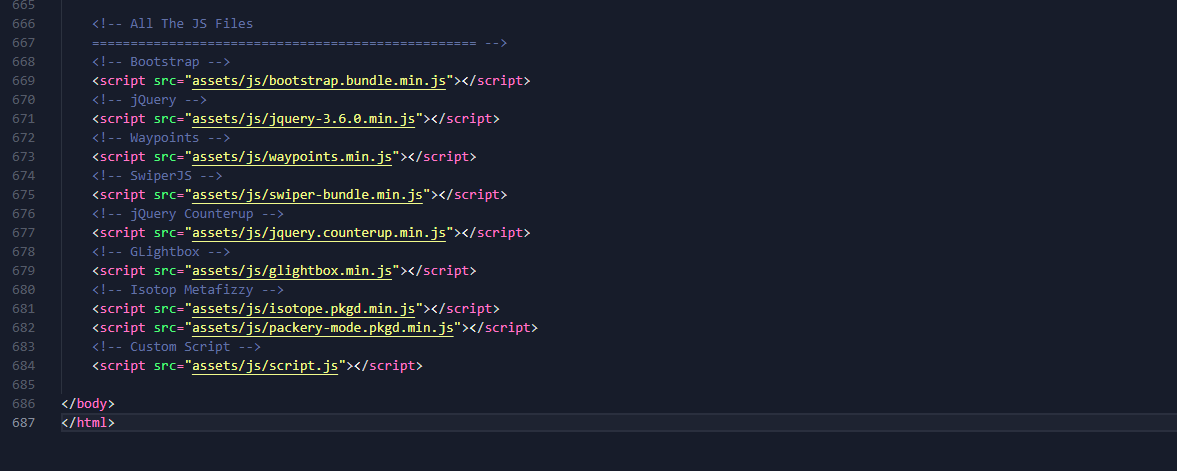 665
666 <!-- All The JS Files
667 ================================================== -->
668 <!-- Bootstrap -->
669 <script src="assets/js/bootstrap.bundle.min.js"></script>
670 <!-- jQuery -->
671 <script src="assets/js/jquery-3.6.0.min.js"></script>
672 <!-- Waypoints -->
673 <script src="assets/js/waypoints.min.js"></script>
674 <!-- SwiperJS -->
675 <script src="assets/js/swiper-bundle.min.js"></script>
676 <!-- jQuery Counterup -->
677 <script src="assets/js/jquery.counterup.min.js"></script>
678 <!-- GLightbox -->
679 <script src="assets/js/glightbox.min.js"></script>
680 <!-- Isotop Metafizzy -->
681 <script src="assets/js/isotope.pkgd.min.js"></script>
682 <script src="assets/js/packery-mode.pkgd.min.js"></script>
683 <!-- Custom Script -->
684 <script src="assets/js/script.js"></script>
685
686 </body>
687 </html>